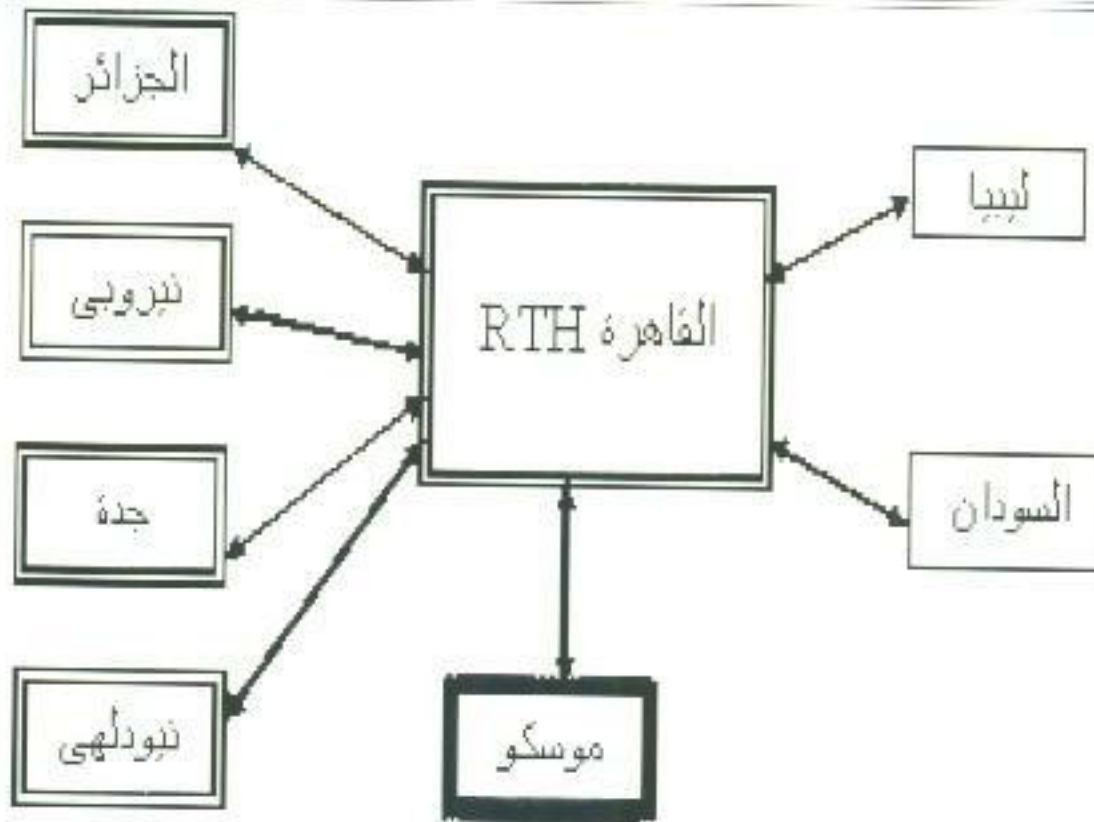 الجزائر
ليبيا
نيروبى
القاهرة RTH
جدة
السودان
نيودلهى
موسكو